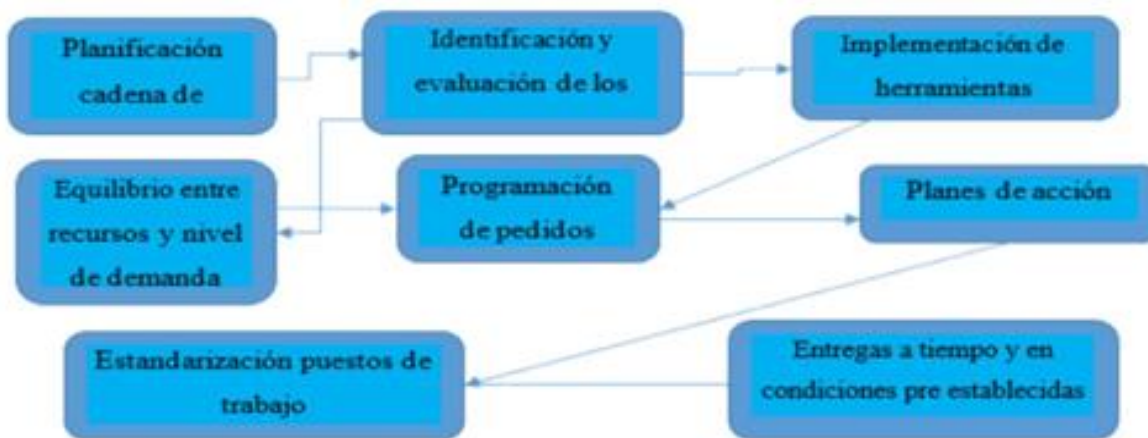 Planificación
cadena de
Identificación y
evaluación de los
Implementación de
herramientas
Equilibrio entre
recursos y nivel
de demanda
Programación
de pedidos
Planes de acción
Estandarización puestos de
trabajo
Entregas a tiempo y en
condiciones pre establecidas